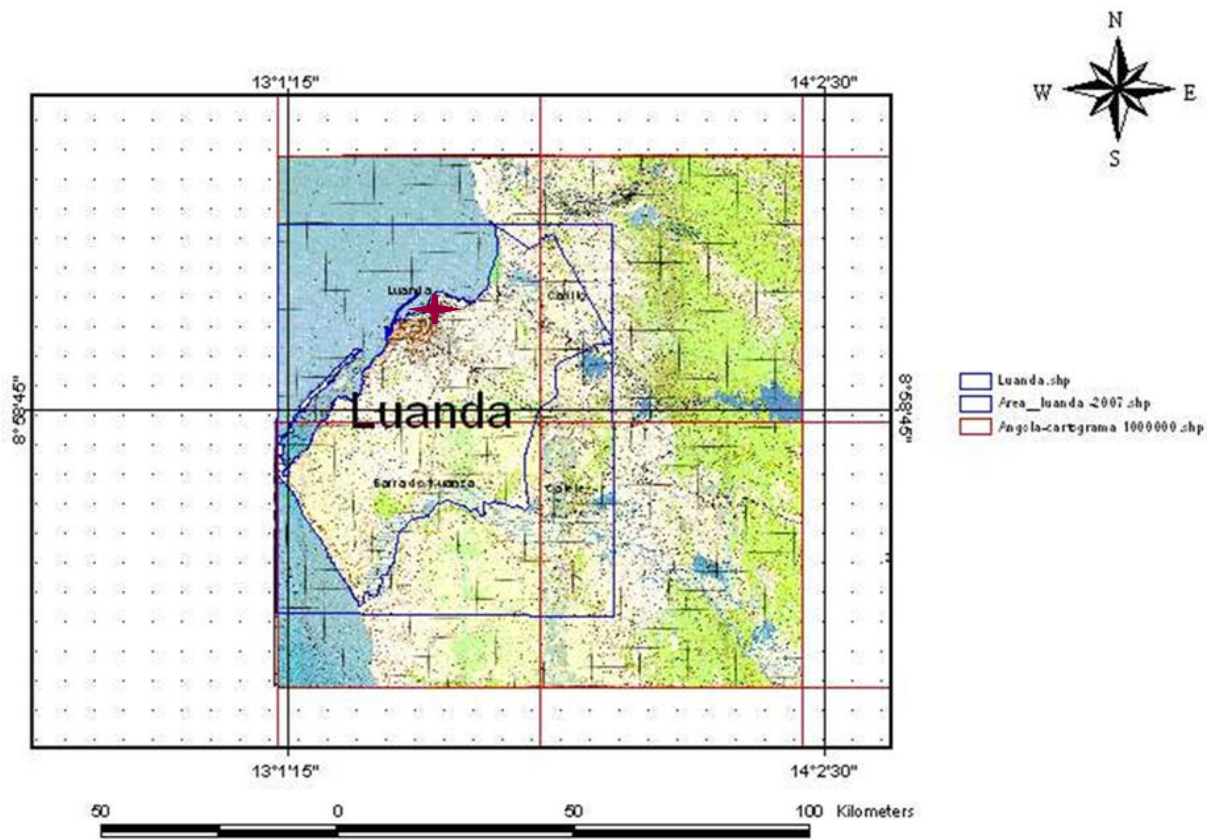 N
W E
S
13°1'15" 14°2'30"
Luanda
8°58'45" 8°58'45"
Luanda
Luanda.shp
Area_luanda-2007.shp
Angola-cartograma 1000000.shp
13°1'15" 14°2'30"
50 0 50 100 Kilometers